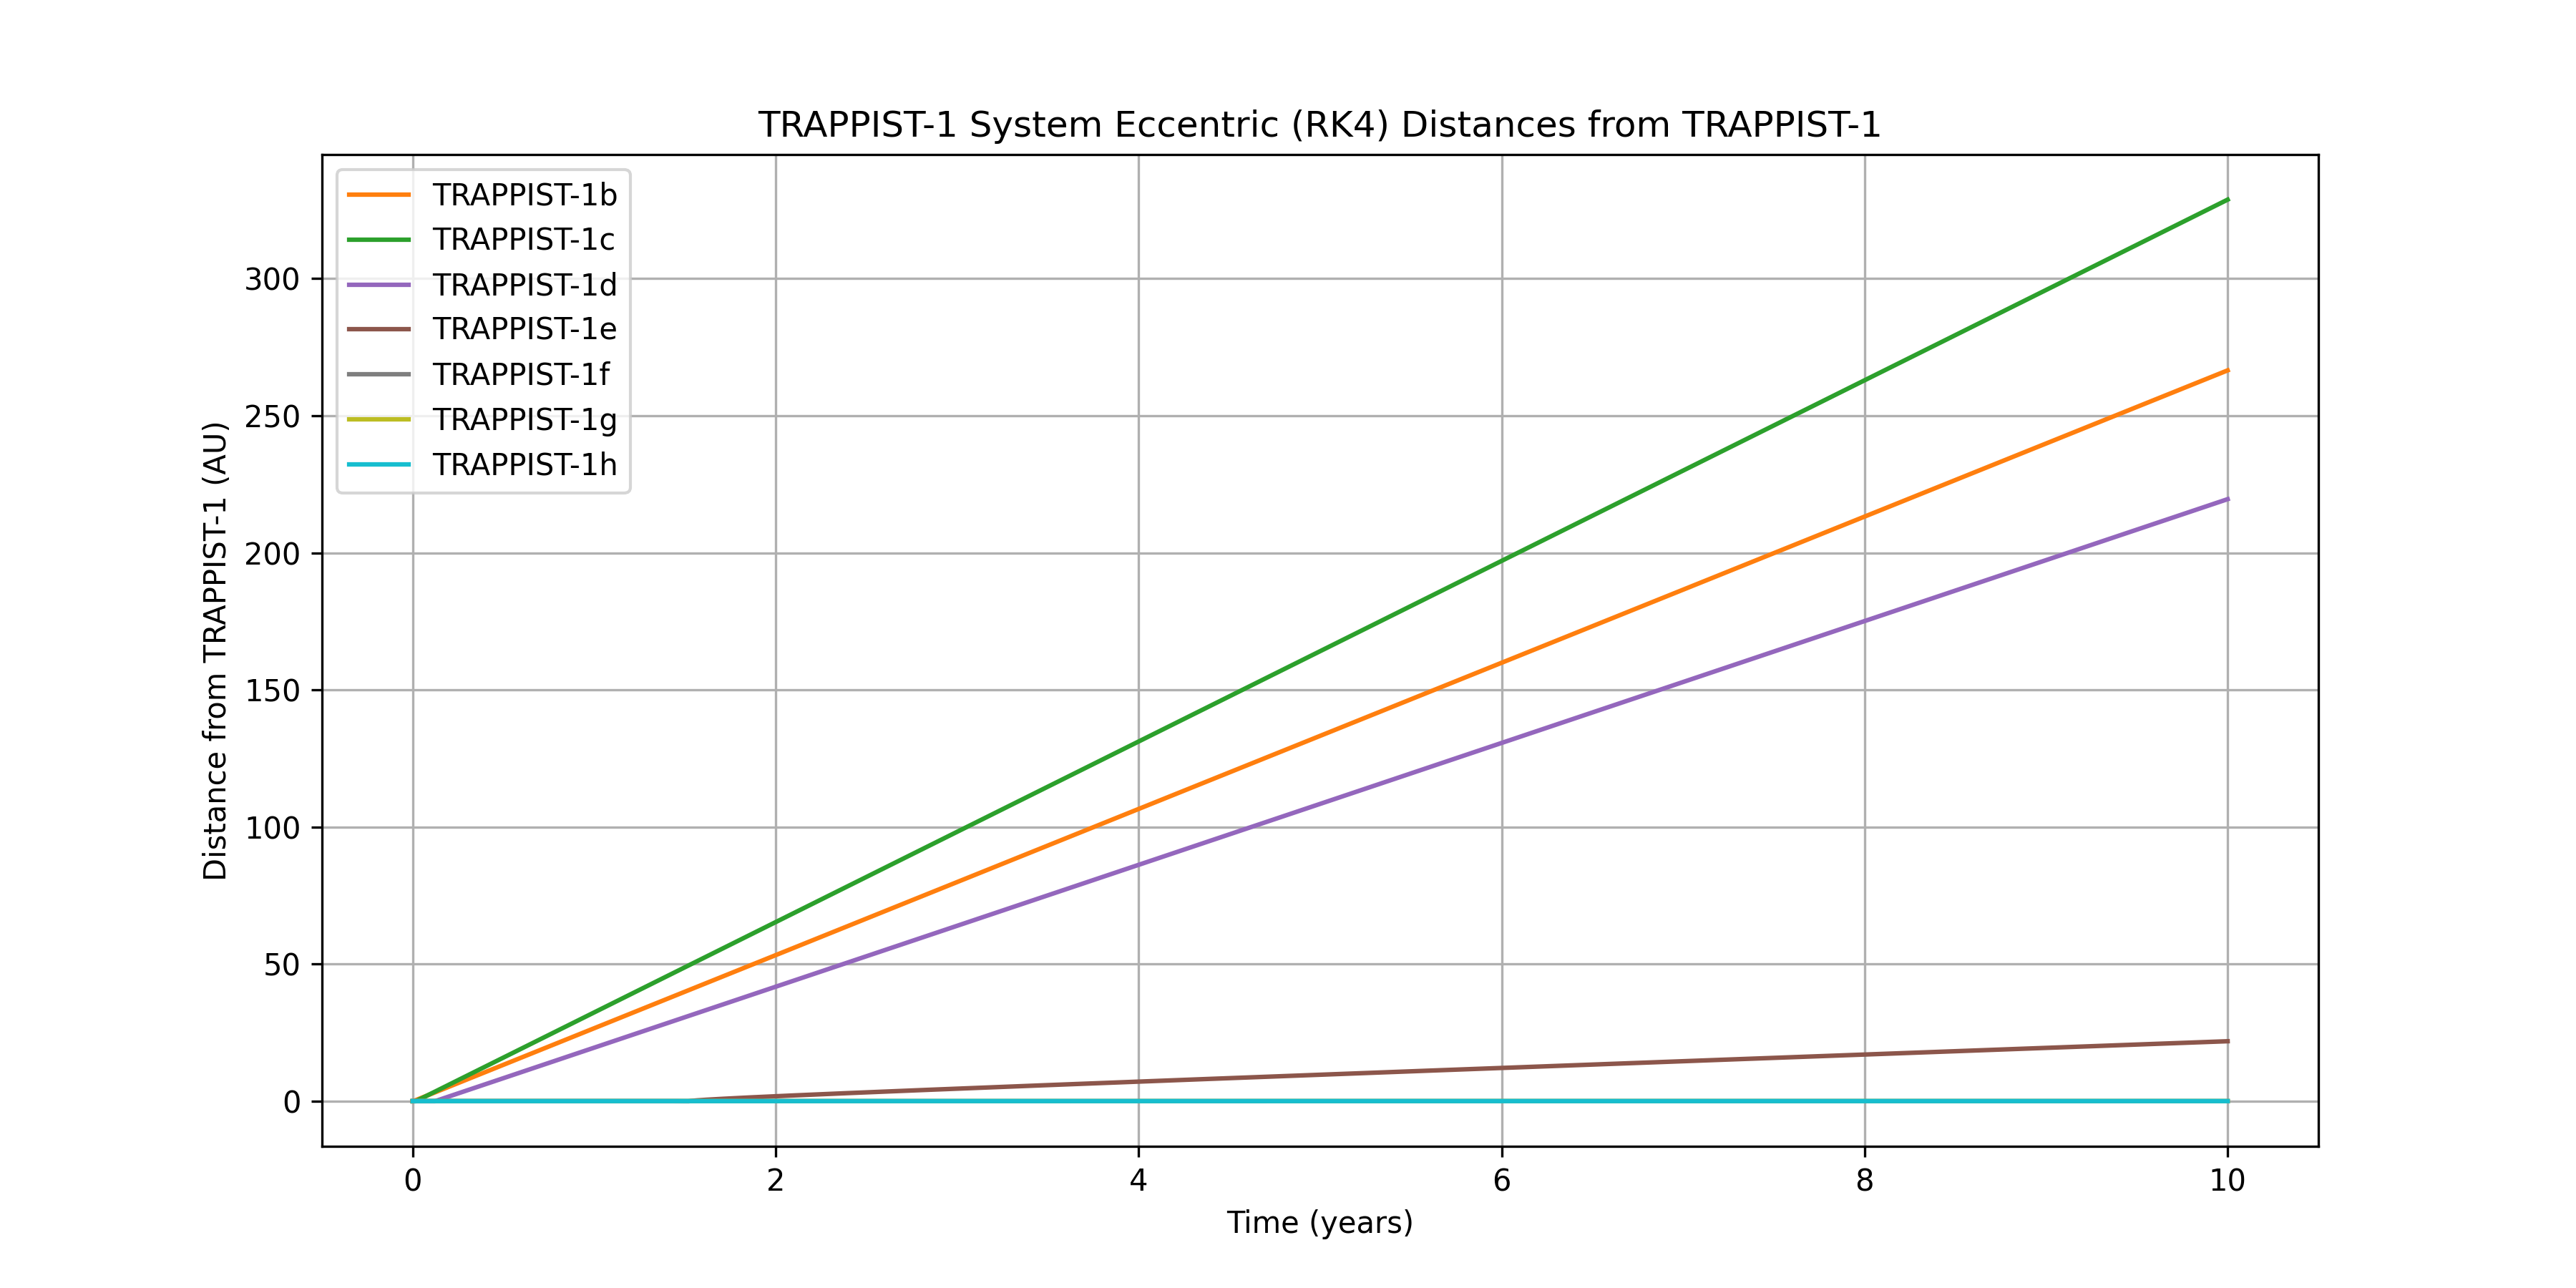 TRAPPIST-1 System Eccentric (RK4) Distances from TRAPPIST-1
TRAPPIST-1b
TRAPPIST-1c
TRAPPIST-1d
TRAPPIST-1e
TRAPPIST-1f
TRAPPIST-1g
TRAPPIST-1h
Distance from TRAPPIST-1 (AU)
300
250
200
150
100
50
0
0 2 4 6 8 10
Time (years)